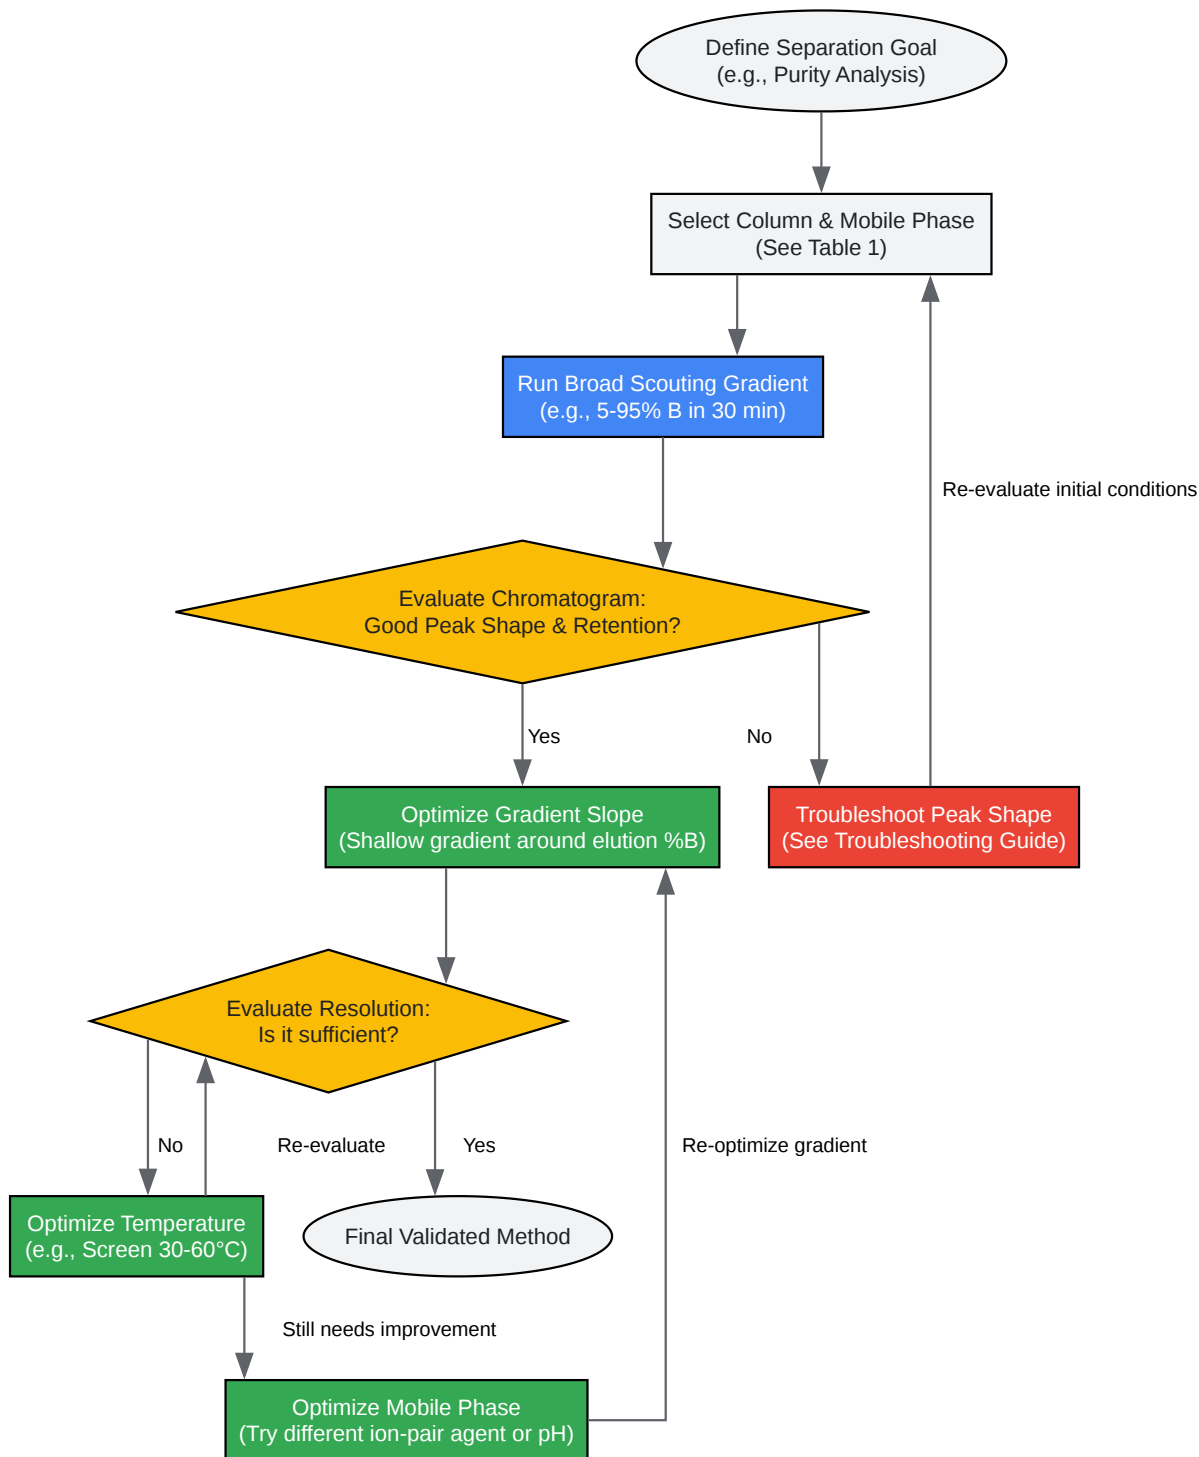 Define Separation Goal
(e.g., Purity Analysis)
Select Column & Mobile Phase
(See Table 1)
Run Broad Scouting Gradient
(e.g., 5-95% B in 30 min)
Re-evaluate initial conditions
Evaluate Chromatogram:
Good Peak Shape & Retention?
Yes
No
Optimize Gradient Slope
(Shallow gradient around elution %B)
Troubleshoot Peak Shape
(See Troubleshooting Guide)
Evaluate Resolution:
Is it sufficient?
No
Re-evaluate
Yes
Re-optimize gradient
Optimize Temperature
(e.g., Screen 30-60°C)
Final Validated Method
Still needs improvement
Optimize Mobile Phase
(Try different ion-pair agent or pH)